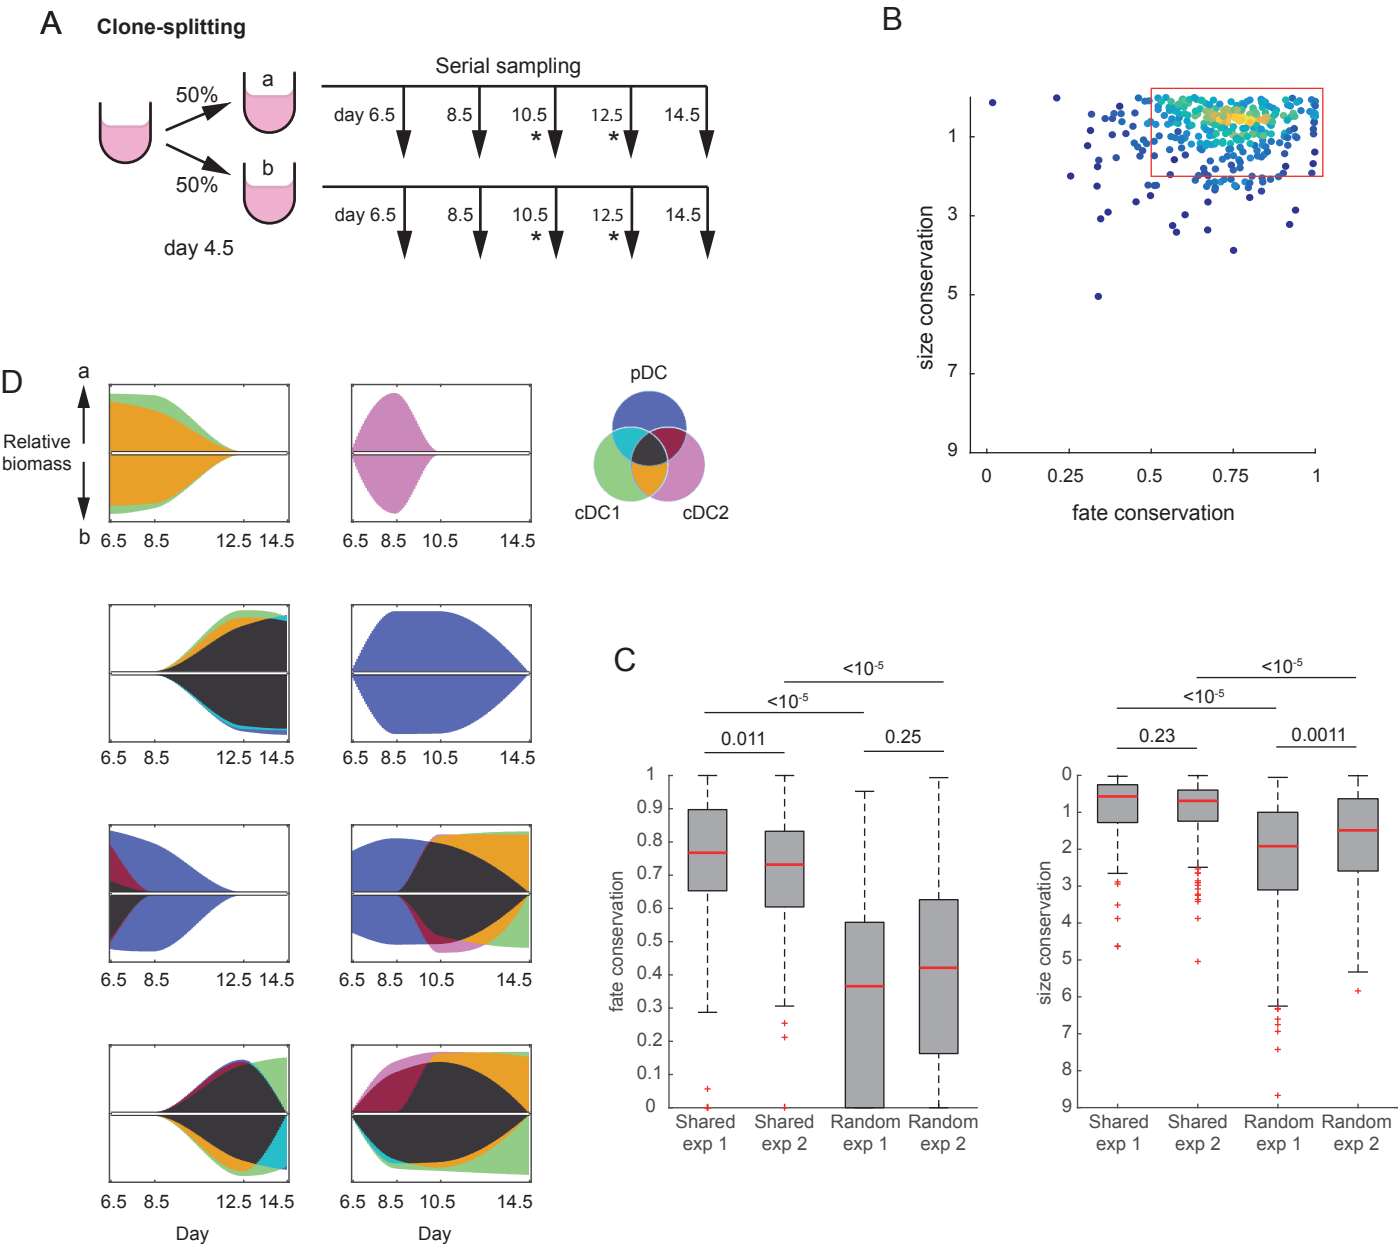 A Clone-splitting
Serial sampling
50%
a
day 6.5 8.5 10.5 12.5 14.5
* *
50%
b
day 6.5 8.5 10.5 12.5 14.5
* *
day 4.5
B
1
3
5
7
9
size conservation
0 0.25 0.5 0.75 1
fate conservation
D
a
Relative
biomass
b
6.5 8.5 12.5 14.5
6.5 8.5 10.5 14.5
pDC
cDC1 cDC2
6.5 8.5 12.5 14.5
6.5 8.5 10.5 14.5
6.5 8.5 12.5 14.5
6.5 8.5 10.5 14.5
6.5 8.5 12.5 14.5
6.5 8.5 10.5 14.5
Day
Day
C
<10-5
<10-5
0.011 0.25
1
0.9
0.8
0.7
0.6
0.5
0.4
0.3
0.2
0.1
0
fate conservation
Shared Shared Random Random
exp 1 exp 2 exp 1 exp 2
<10-5
<10-5
0.23 0.0011
0
1
2
3
4
5
6
7
8
9
size conservation
Shared Shared Random Random
exp 1 exp 2 exp 1 exp 2